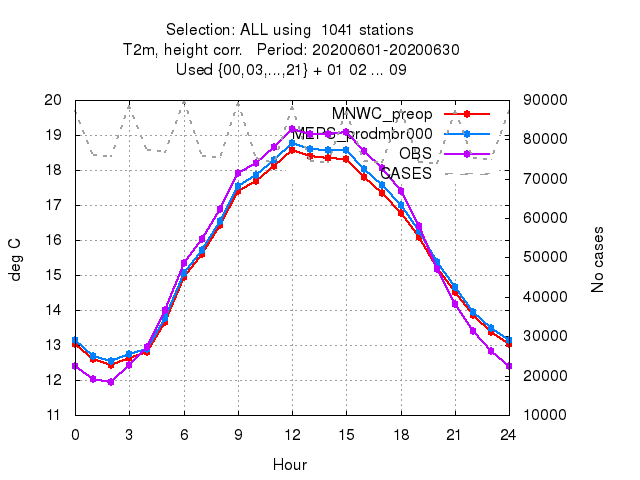 Selection: ALL using  1041 stations
T2m, height corr.   Period: 20200601-20200630
Used {00,03,...,21} + 01 02 ... 09
MNWC_preop
MEPS_prodmbr000
OBS
CASES
20
19
18
17
16
15
14
13
12
11
90000
80000
70000
60000
50000
40000
30000
20000
10000
deg C
No cases
0 3 6 9 12 15 18 21 24
Hour